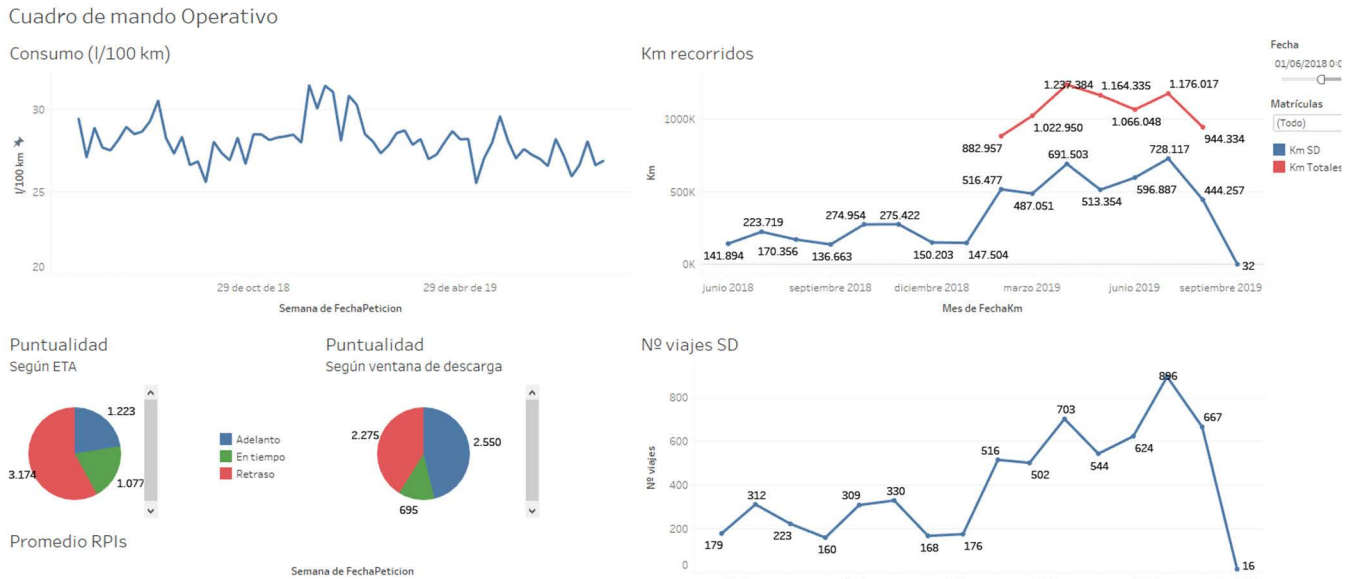 Cuadro de mando Operativo
Consumo (l/100 km)
30
25
20
l/100 km
29 de oct de 18
29 de abr de 19
Semana de FechaPeticion
Km recorridos
1000K
500K
0K
Km
1.237.384
1.164.335
1.176.017
882.957
1.022.950
1.066.048
944.334
691.503
728.117
516.477
487.051
513.354
596.887
444.257
223.719
274.954
275.422
141.894
170.356
136.663
150.203
147.504
32
junio 2018
septiembre 2018
diciembre 2018
marzo 2019
junio 2019
septiembre 2019
Mes de FechaKm
Fecha
01/06/2018 0:0
Matrículas
(Todo)
Km SD
Km Totales
Puntualidad
Según ETA
1.223
3.174
1.077
Adelanto
En tiempo
Retraso
Puntualidad
Según ventana de descarga
2.275
2.550
695
Nº viajes SD
800
600
400
200
0
Nº viajes
896
703
667
624
544
516
502
312
309
330
223
179
160
168
176
16
Promedio RPIs
Semana de FechaPeticion